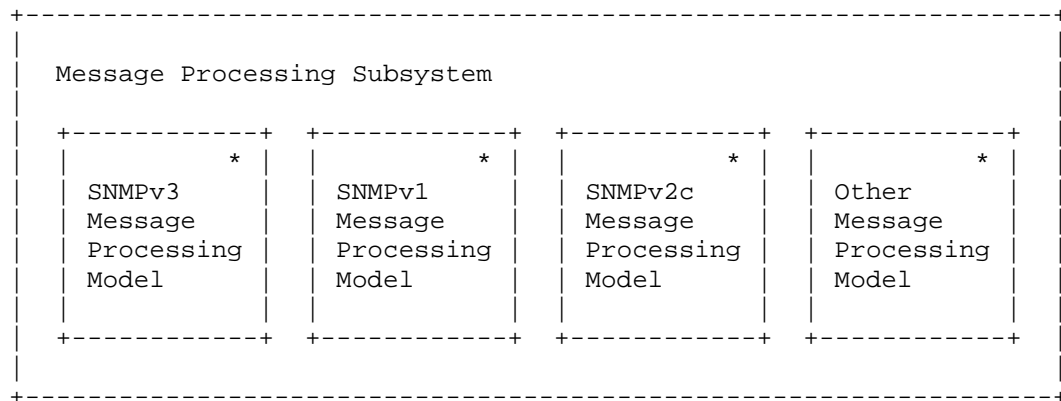 Message Processing Subsystem
* * * *
SNMPv3 SNMPv1 SNMPv2c Other
Message Message Message Message
Processing Processing Processing Processing
Model Model Model Model